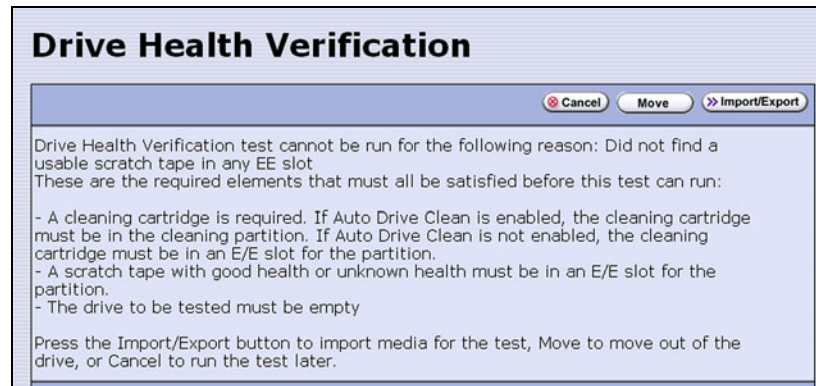 Drive Health Verification
Cancel Move Import/Export
Drive Health Verification test cannot be run for the following reason: Did not find a
usable scratch tape in any EE slot
These are the required elements that must all be satisfied before this test can run:
- A cleaning cartridge is required. If Auto Drive Clean is enabled, the cleaning cartridge
must be in the cleaning partition. If Auto Drive Clean is not enabled, the cleaning
cartridge must be in an E/E slot for the partition.
- A scratch tape with good health or unknown health must be in an E/E slot for the
partition.
- The drive to be tested must be empty
Press the Import/Export button to import media for the test, Move to move out of the
drive, or Cancel to run the test later.